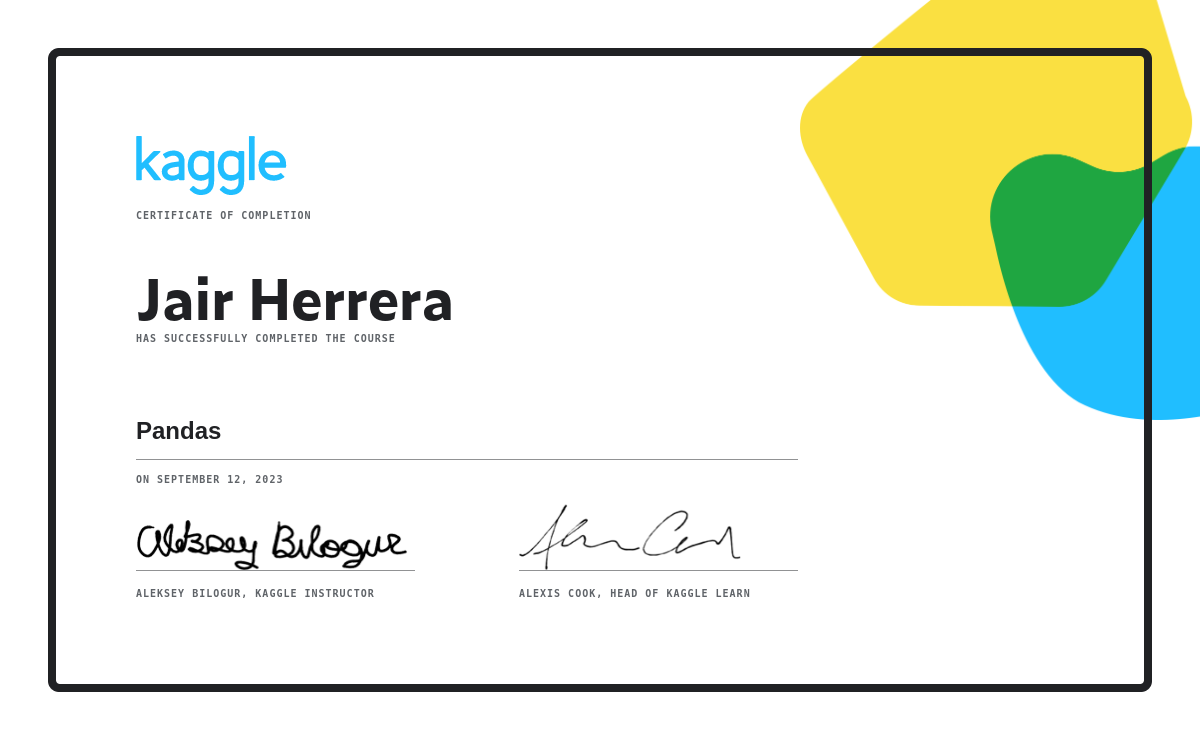 kaggle
CERTIFICATE OF COMPLETION
Jair Herrera
HAS SUCCESSFULLY COMPLETED THE COURSE
Pandas
ON SEPTEMBER 12, 2023
Aleksey Bilogur
ALEKSEY BILOGUR, KAGGLE INSTRUCTOR
ALEXIS COOK, HEAD OF KAGGLE LEARN